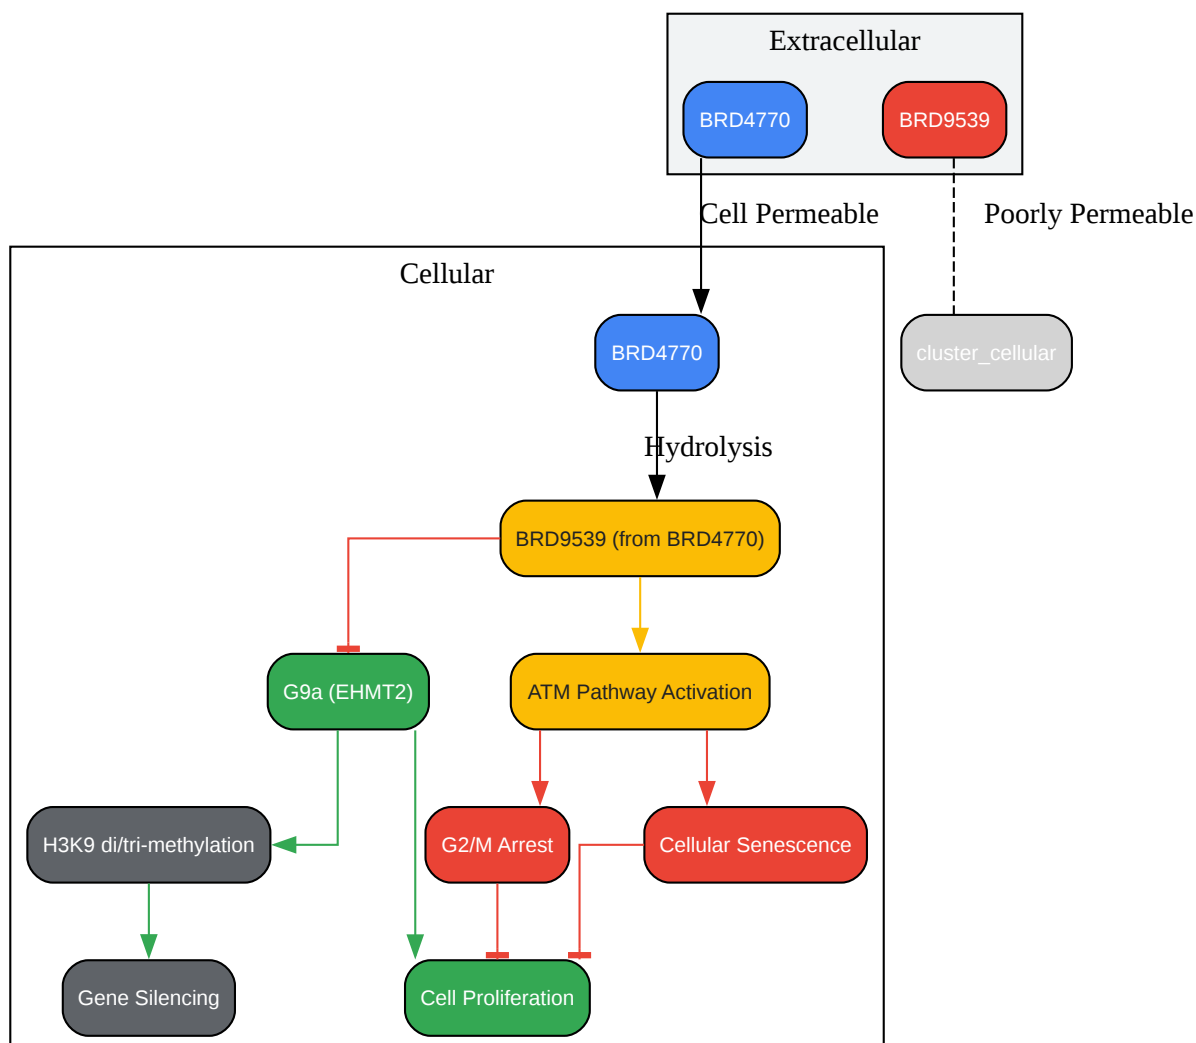 Extracellular
BRD4770
BRD9539
Cell Permeable
Poorly Permeable
Cellular
BRD4770
cluster_cellular
Hydrolysis
BRD9539 (from BRD4770)
G9a (EHMT2)
ATM Pathway Activation
H3K9 di/tri-methylation
G2/M Arrest
Cellular Senescence
Gene Silencing
Cell Proliferation